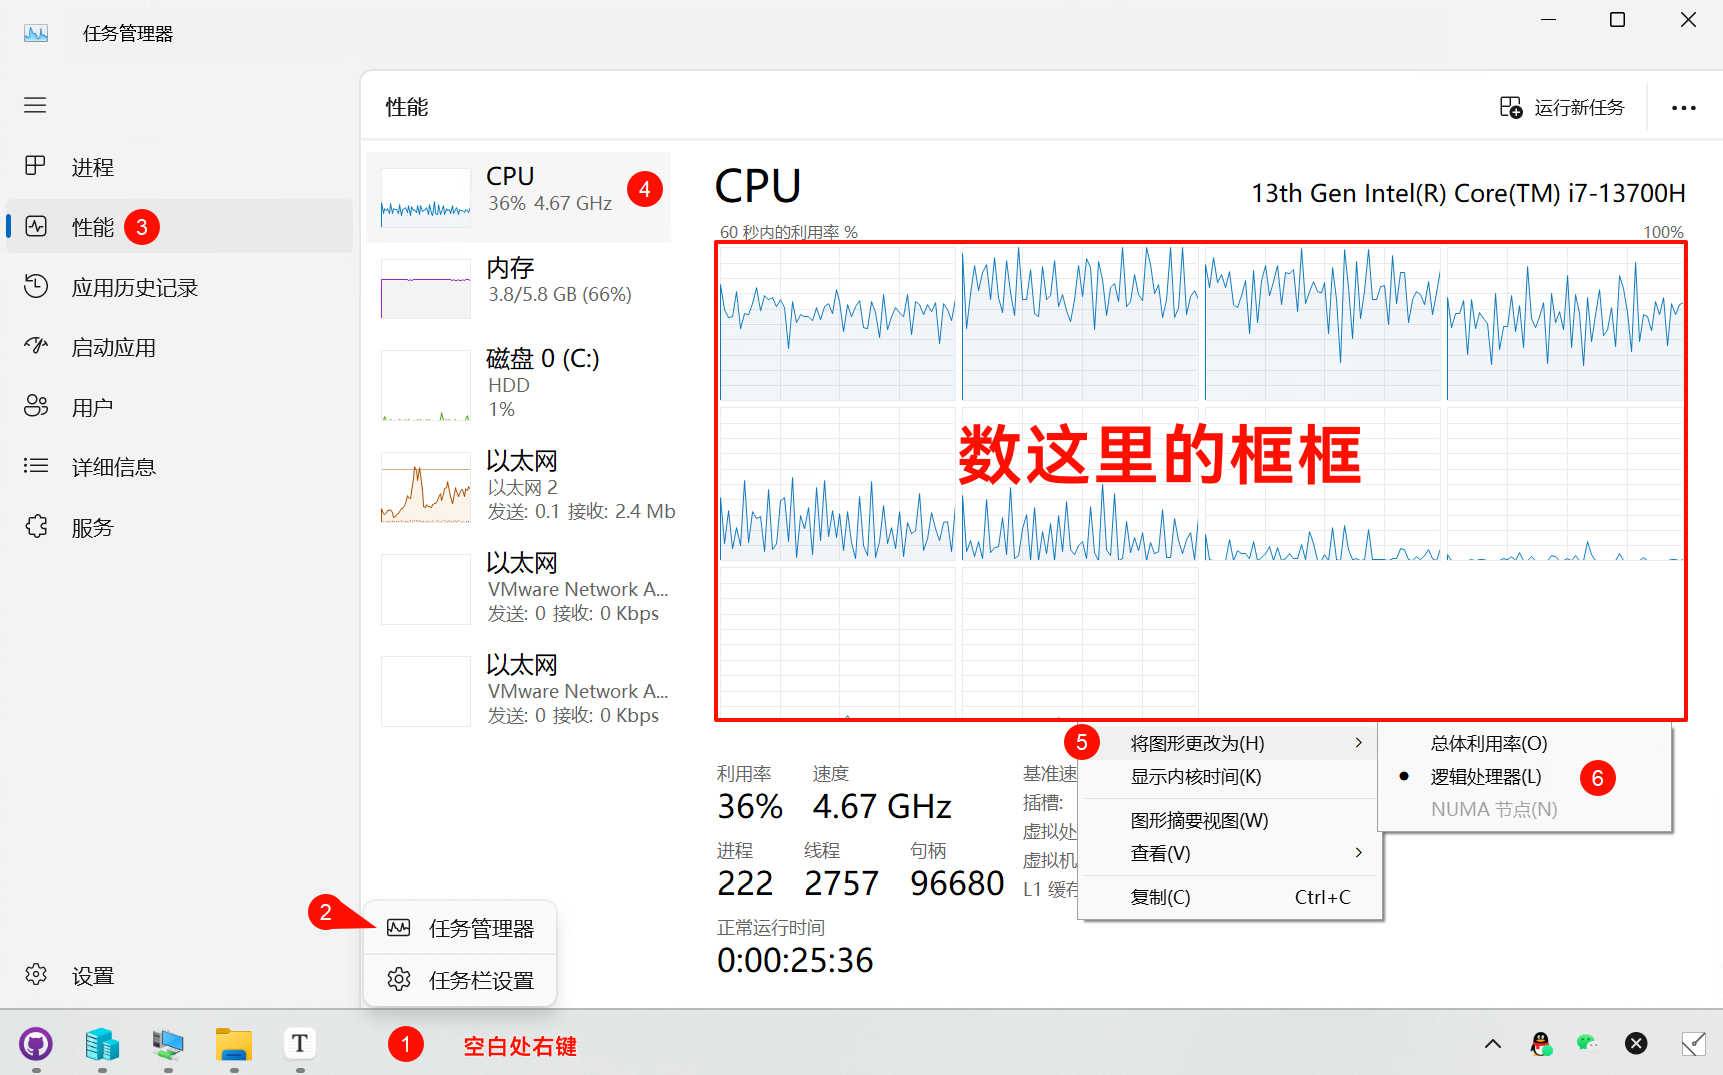 任务管理器
性能
运行新任务
进程
性能
3
应用历史记录
启动应用
用户
详细信息
服务
设置
CPU
36% 4.67 GHz
4
内存
3.8/5.8 GB (66%)
磁盘 0 (C:)
HDD
1%
以太网
以太网 2
发送: 0.1 接收: 2.4 Mb
以太网
VMware Network A...
发送: 0 接收: 0 Kbps
以太网
VMware Network A...
发送: 0 接收: 0 Kbps
CPU
13th Gen Intel(R) Core(TM) i7-13700H
60 秒内的利用率 %
100%
数这里的框框
利用率
速度
36%
4.67 GHz
进程
线程
句柄
222
2757
96680
正常运行时间
0:00:25:36
基准速
插槽:
虚拟处
虚拟机
L1 缓存
5
将图形更改为(H)
显示内核时间(K)
图形摘要视图(W)
查看(V)
复制(C)
Ctrl+C
总体利用率(O)
逻辑处理器(L)
6
NUMA 节点(N)
2
任务管理器
任务栏设置
T
1
空白处右键